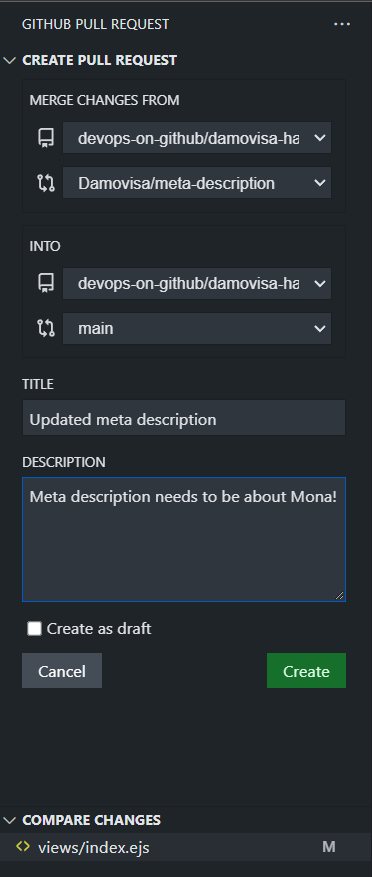 GITHUB PULL REQUEST
CREATE PULL REQUEST
MERGE CHANGES FROM
devops-on-github/damovisa-ha
Damovisa/meta-description
INTO
devops-on-github/damovisa-ha
main
TITLE
Updated meta description
DESCRIPTION
Meta description needs to be about Mona!
Create as draft
Cancel Create
COMPARE CHANGES
views/index.ejs M